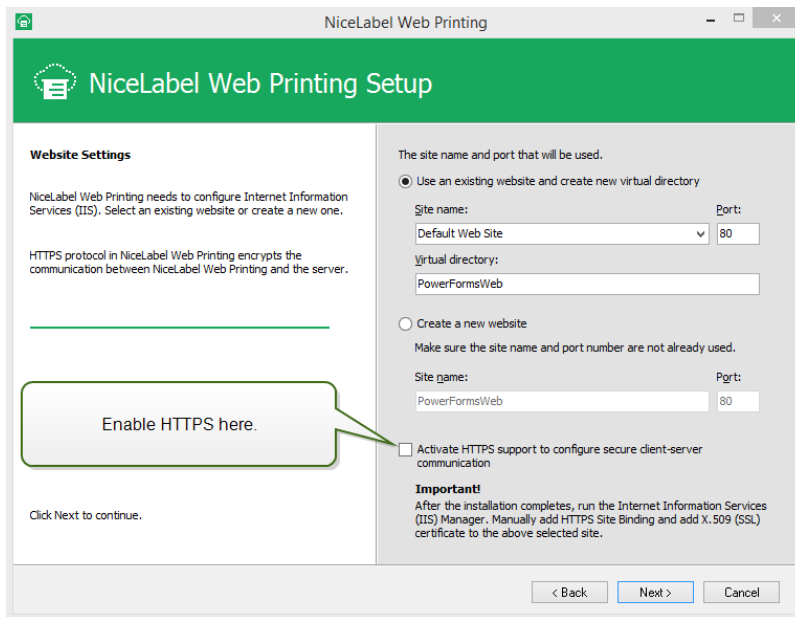 NiceLabel Web Printing
NiceLabel Web Printing Setup
Website Settings
NiceLabel Web Printing needs to configure Internet Information
Services (IIS). Select an existing website or create a new one.
HTTPS protocol in NiceLabel Web Printing encrypts the
communication between NiceLabel Web Printing and the server.
Enable HTTPS here.
Click Next to continue.
The site name and port that will be used.
Use an existing website and create new virtual directory
Site name: Port:
Default Web Site 80
Virtual directory:
PowerFormsWeb
Create a new website
Make sure the site name and port number are not already used.
Site name: Port:
PowerFormsWeb 80
Activate HTTPS support to configure secure client-server
communication
Important!
After the installation completes, run the Internet Information Services
(IIS) Manager. Manually add HTTPS Site Binding and add X.509 (SSL)
certificate to the above selected site.
< Back Next > Cancel